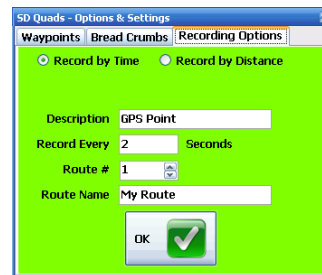 SD Quads - Options & Settings
Waypoints Bread Crumbs Recording Options
Record by Time Record by Distance
Description GPS Point
Record Every 2 Seconds
Route # 1
Route Name My Route
OK